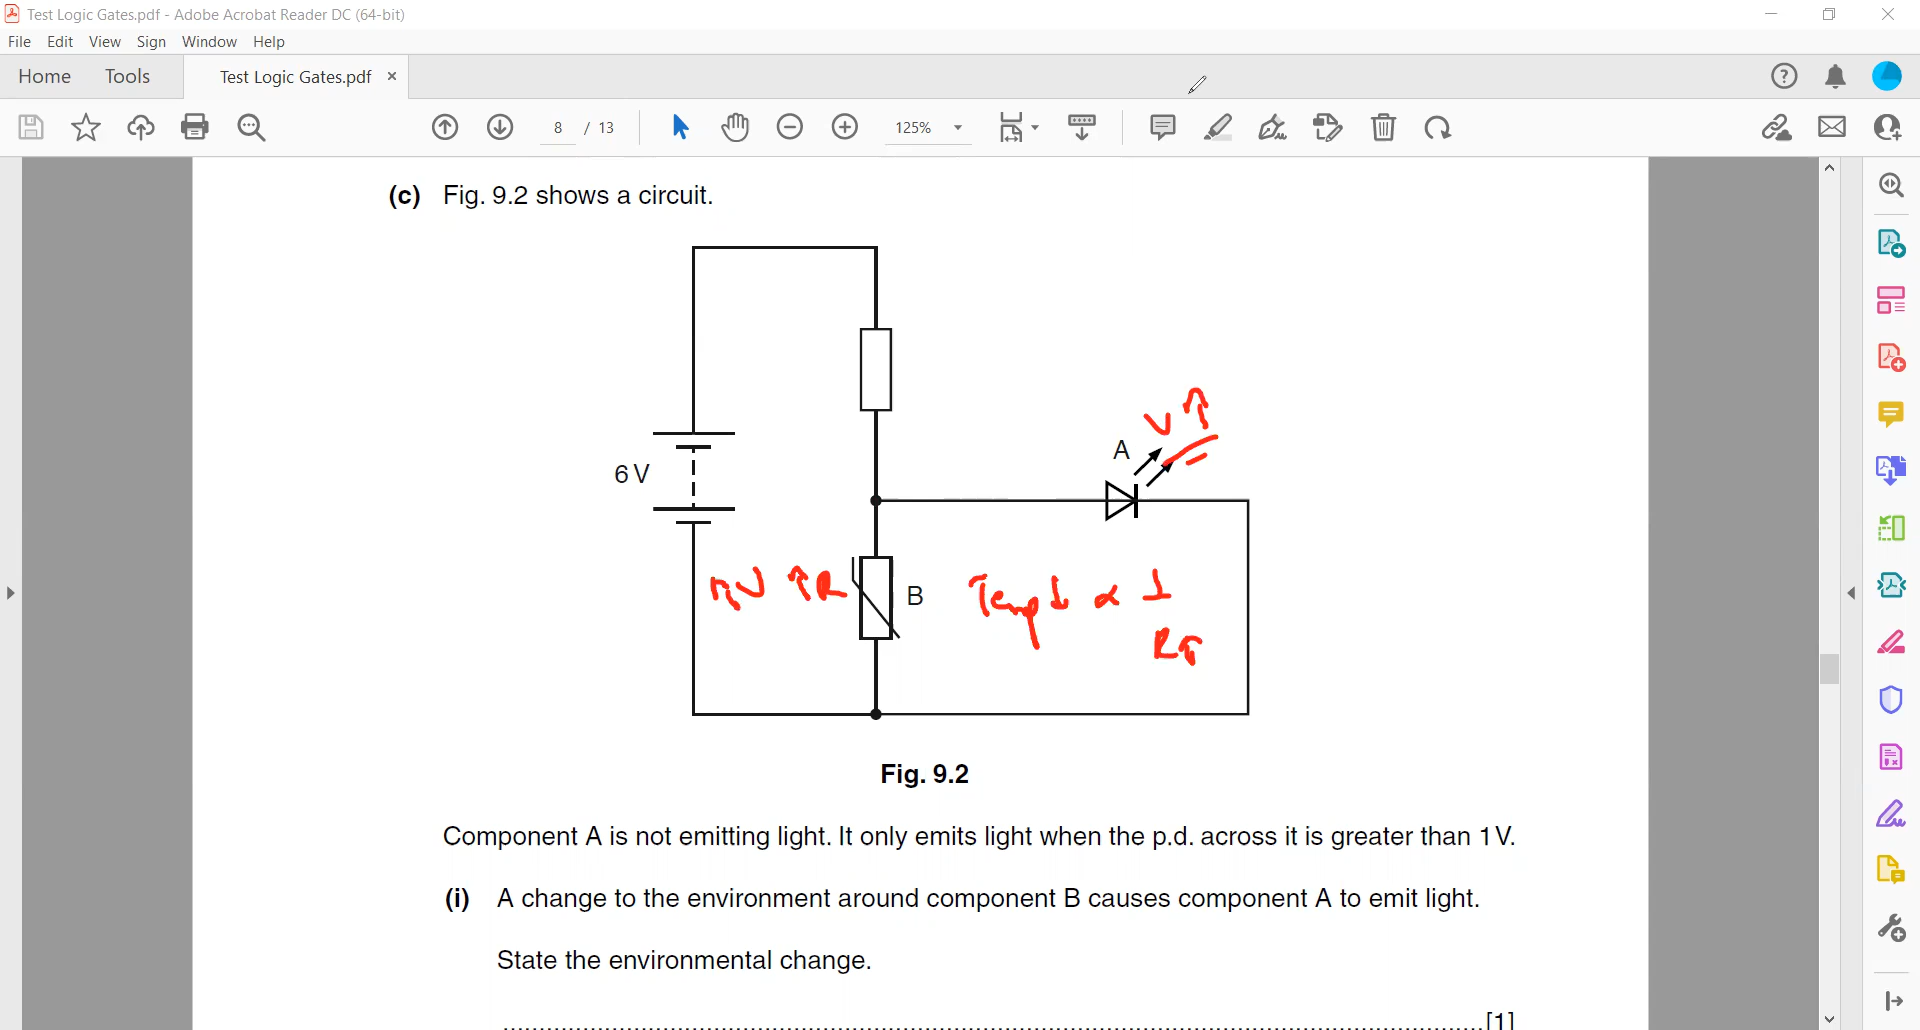 Test Logic Gates.pdf - Adobe Acrobat Reader DC (64-bit)
File Edit View Sign Window Help
Home Tools Test Logic Gates.pdf ×
8 / 13 125%
(c) Fig. 9.2 shows a circuit.
V ↑
A
6 V
↑V ↑R B Temp ↓ ∝ 1
R↑
Fig. 9.2
Component A is not emitting light. It only emits light when the p.d. across it is greater than 1 V.
(i) A change to the environment around component B causes component A to emit light.
State the environmental change.
[1]